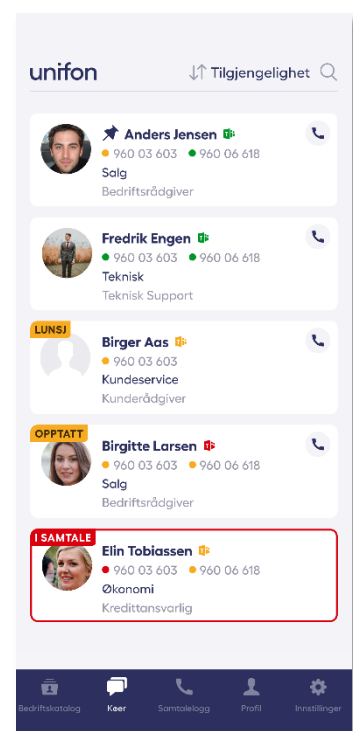 unifon
Tilgjengelighet
Anders Jensen
960 03 603 960 06 618
Salg
Bedriftsrådgiver
Fredrik Engen
960 03 603 960 06 618
Teknisk
Teknisk Support
LUNSJ
Birger Aas
960 03 603
Kundeservice
Kunderådgiver
OPPTATT
Birgitte Larsen
960 03 603 960 06 618
Salg
Bedriftsrådgiver
I SAMTALE
Elin Tobiassen
960 03 603 960 06 618
Økonomi
Kredittansvarlig
Bedriftskatalog Køer Samtalelogg Profil Innstillinger